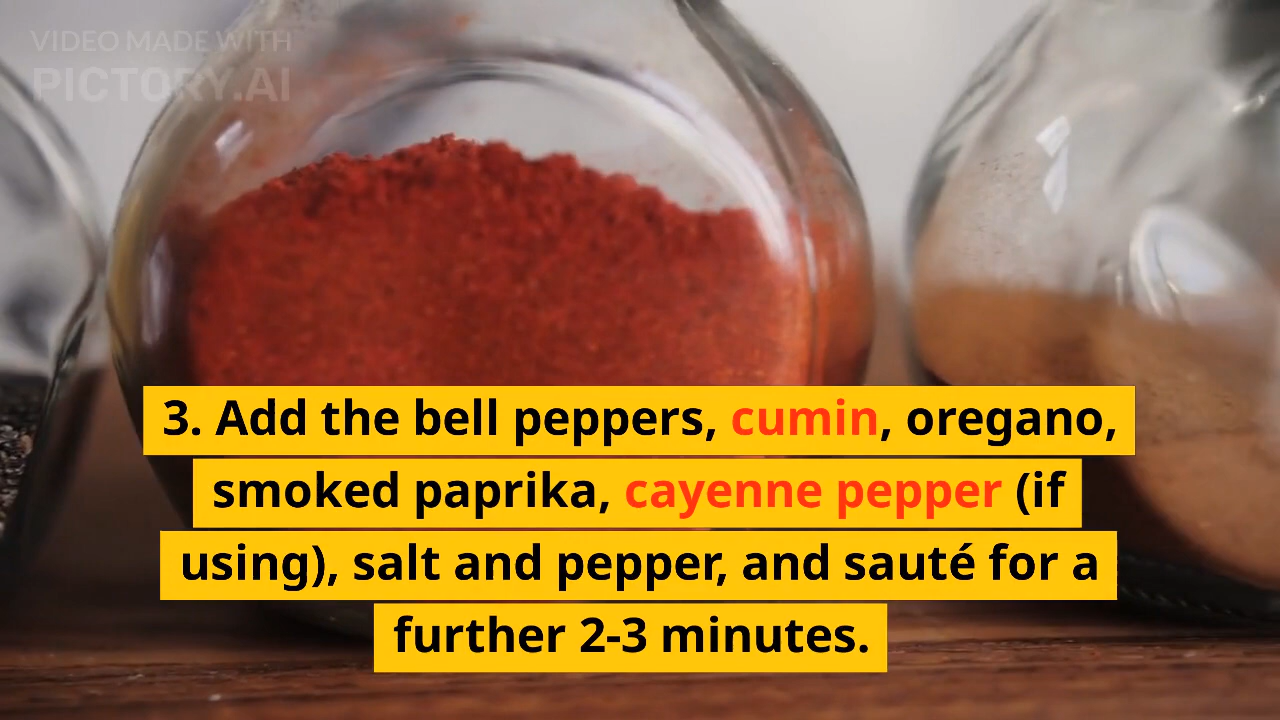 VIDEO MADE WITH
PICTORY.AI
3. Add the bell peppers, cumin, oregano,
smoked paprika, cayenne pepper (if
using), salt and pepper, and sauté for a
further 2-3 minutes.